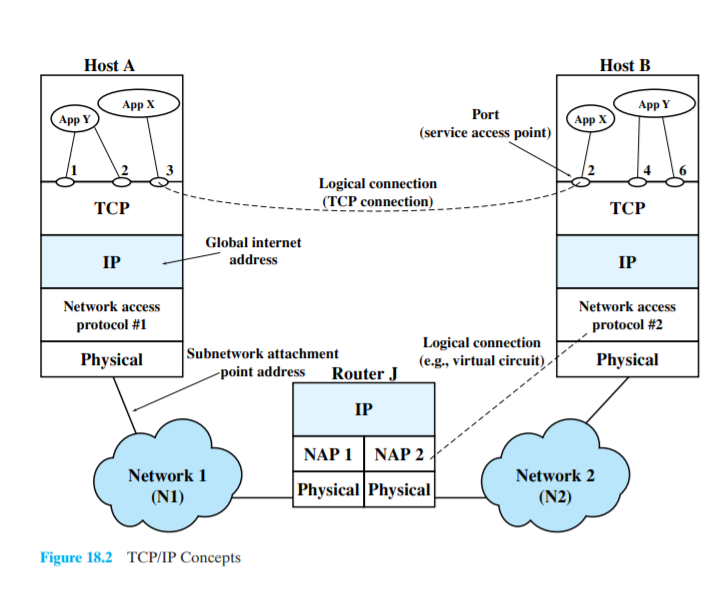 Host A
Host B
App X
App Y
App Y
App X
Port
(service access point)
1
2
3
2
4
6
Logical connection
(TCP connection)
TCP
TCP
Global internet
address
IP
IP
Network access
protocol #1
Network access
protocol #2
Logical connection
(e.g., virtual circuit)
Physical
Physical
Subnetwork attachment
point address
Router J
IP
NAP 1
NAP 2
Physical
Physical
Network 1
(N1)
Network 2
(N2)
Figure 18.2 TCP/IP Concepts